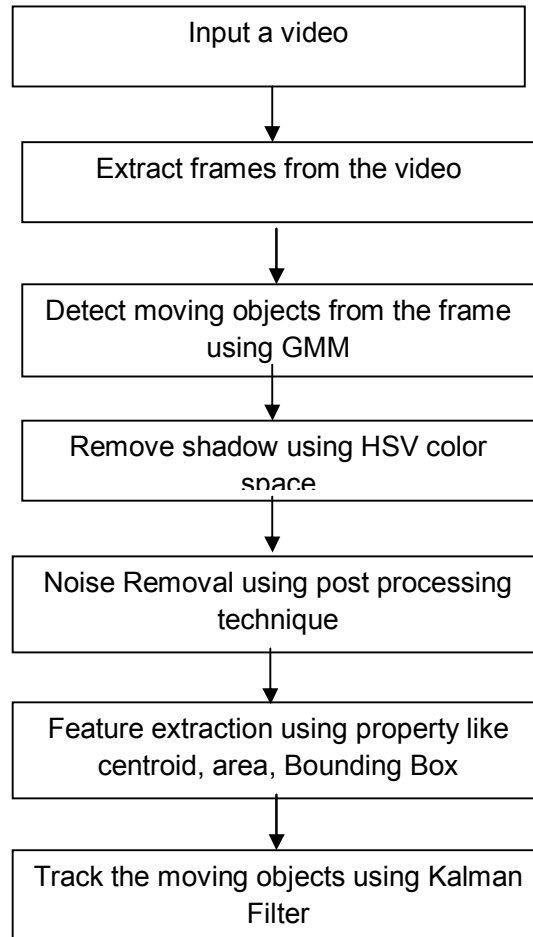 Input a video
Extract frames from the video
Detect moving objects from the frame
using GMM
Remove shadow using HSV color
space
Noise Removal using post processing
technique
Feature extraction using property like
centroid, area, Bounding Box
Track the moving objects using Kalman
Filter